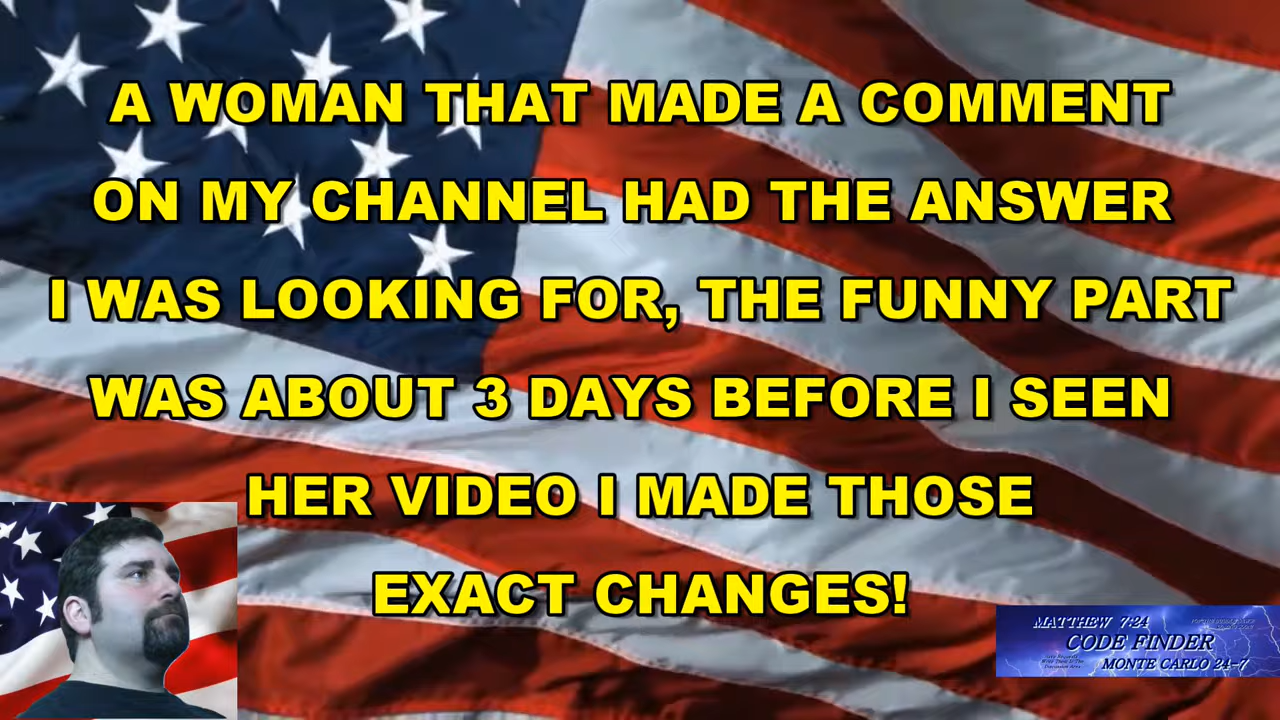 A WOMAN THAT MADE A COMMENT
ON MY CHANNEL HAD THE ANSWER
I WAS LOOKING FOR, THE FUNNY PART
WAS ABOUT 3 DAYS BEFORE I SEEN
HER VIDEO I MADE THOSE
EXACT CHANGES!
MATTHEW 7:24
CODE FINDER
MONTE CARLO 24-7